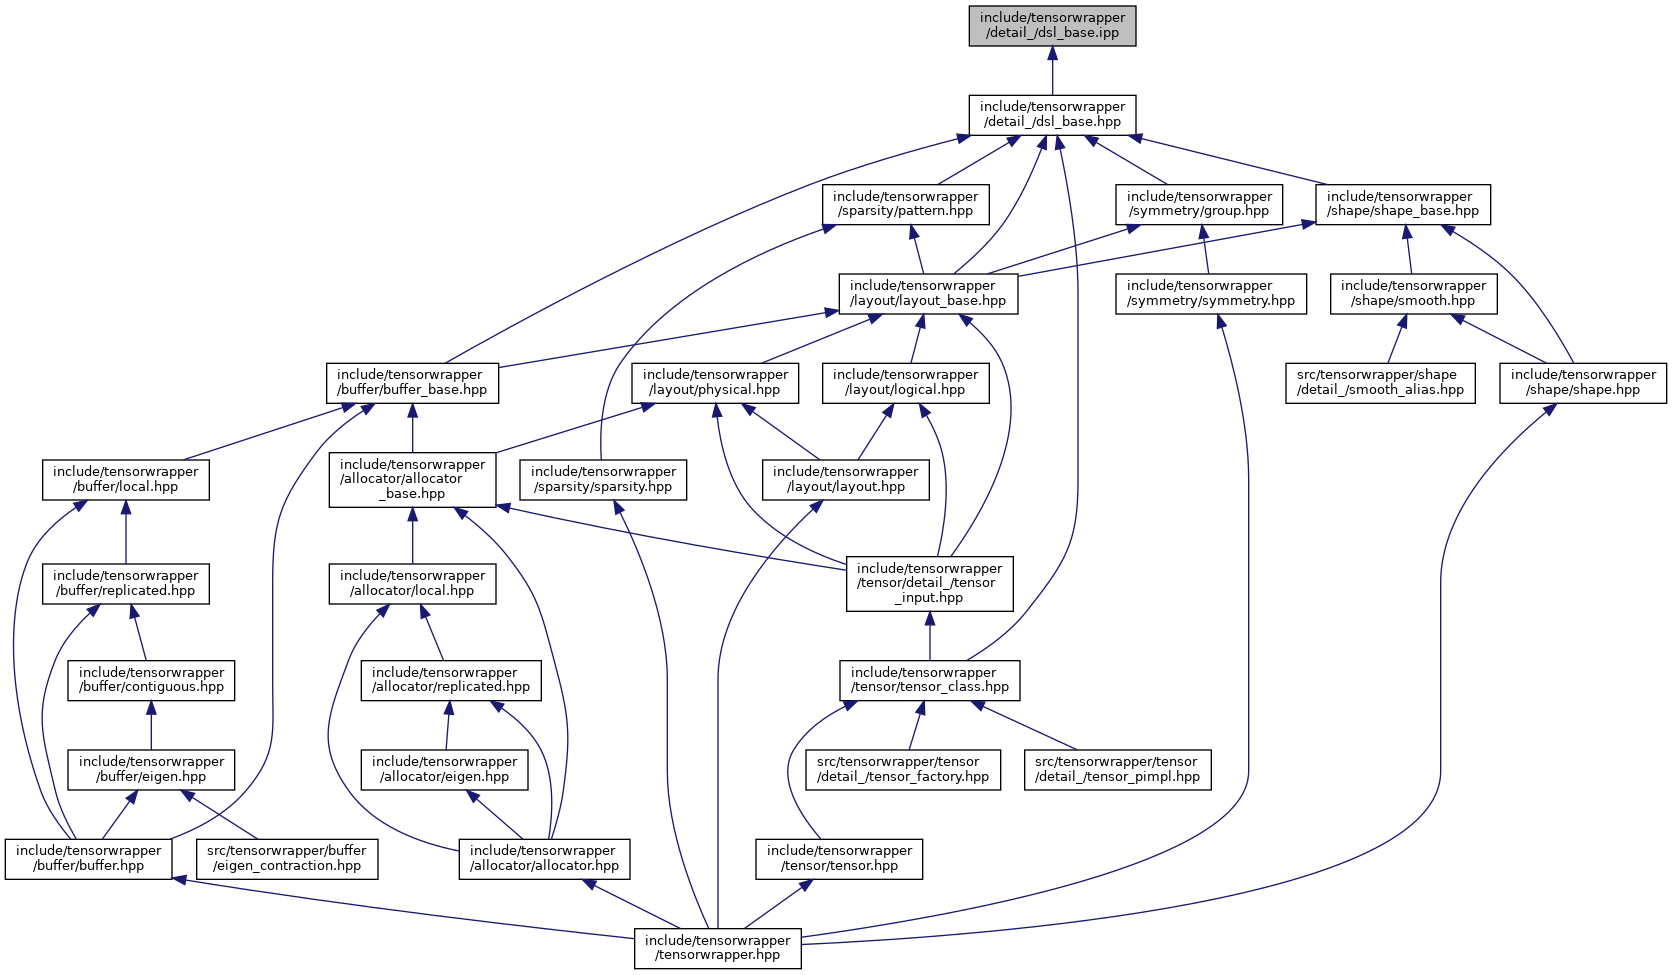 include/tensorwrapper
/detail_/dsl_base.ipp
include/tensorwrapper
/detail_/dsl_base.hpp
include/tensorwrapper
/sparsity/pattern.hpp
include/tensorwrapper
/symmetry/group.hpp
include/tensorwrapper
/shape/shape_base.hpp
include/tensorwrapper
/layout/layout_base.hpp
include/tensorwrapper
/symmetry/symmetry.hpp
include/tensorwrapper
/shape/smooth.hpp
include/tensorwrapper
/buffer/buffer_base.hpp
include/tensorwrapper
/layout/physical.hpp
include/tensorwrapper
/layout/logical.hpp
src/tensorwrapper/shape
/detail_/smooth_alias.hpp
include/tensorwrapper
/shape/shape.hpp
include/tensorwrapper
/buffer/local.hpp
include/tensorwrapper
/allocator/allocator
_base.hpp
include/tensorwrapper
/sparsity/sparsity.hpp
include/tensorwrapper
/layout/layout.hpp
include/tensorwrapper
/buffer/replicated.hpp
include/tensorwrapper
/allocator/local.hpp
include/tensorwrapper
/tensor/detail_/tensor
_input.hpp
include/tensorwrapper
/buffer/contiguous.hpp
include/tensorwrapper
/allocator/replicated.hpp
include/tensorwrapper
/tensor/tensor_class.hpp
include/tensorwrapper
/buffer/eigen.hpp
include/tensorwrapper
/allocator/eigen.hpp
src/tensorwrapper/tensor
/detail_/tensor_factory.hpp
src/tensorwrapper/tensor
/detail_/tensor_pimpl.hpp
include/tensorwrapper
/buffer/buffer.hpp
src/tensorwrapper/buffer
/eigen_contraction.hpp
include/tensorwrapper
/allocator/allocator.hpp
include/tensorwrapper
/tensor/tensor.hpp
include/tensorwrapper
/tensorwrapper.hpp